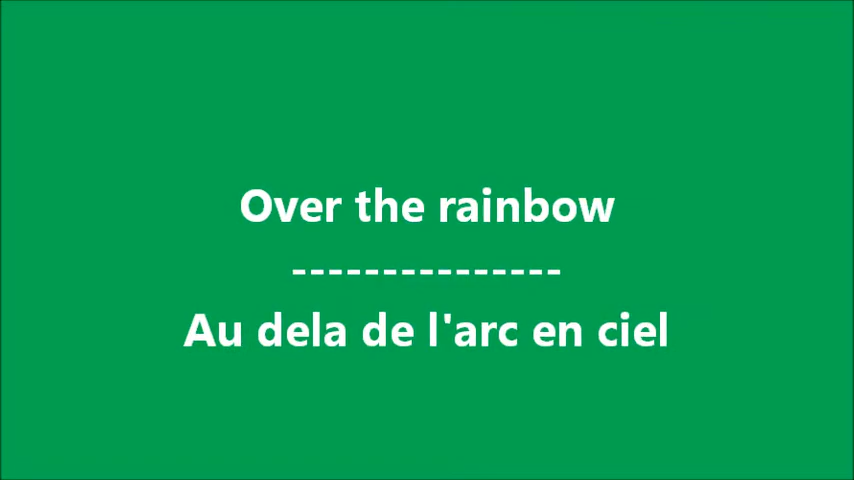 Over the rainbow
---------------
Au dela de l'arc en ciel